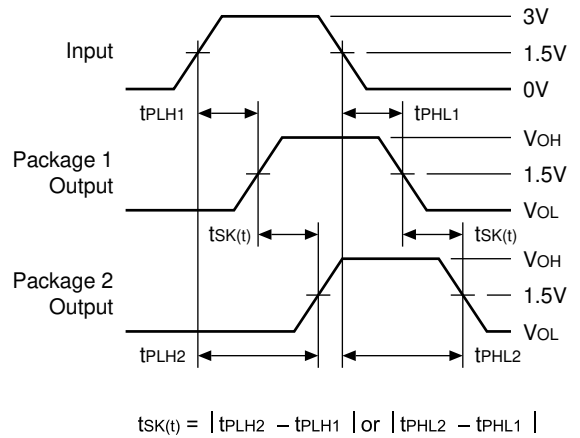 3V
Input
1.5V
0V
tPLH1
tPHL1
VOH
Package 1
Output
1.5V
VOL
tSK(t)
tSK(t)
VOH
Package 2
Output
1.5V
VOL
tPLH2
tPHL2
tSK(t) = | tPLH2 – tPLH1 | or | tPHL2 – tPHL1 |